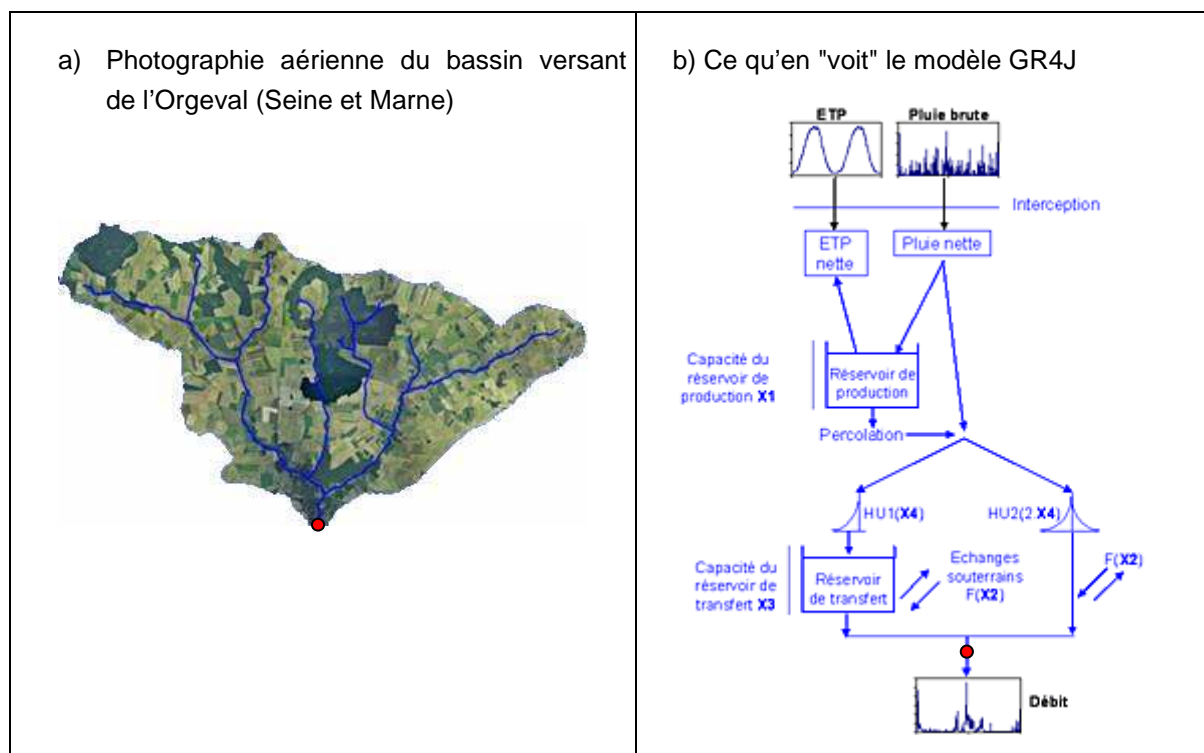 a) Photographie aérienne du bassin versant
de l'Orgeval (Seine et Marne)
b) Ce qu'en "voit" le modèle GR4J
ETP
Pluie brute
Interception
ETP
nette
Pluie nette
Capacité du
réservoir de
production X1
Réservoir de
production
Percolation
HU1(X4)
HU2(2.X4)
Capacité du
réservoir de
transfert X3
Réservoir
de transfert
Echanges
souterrains
F(X2)
F(X2)
Débit